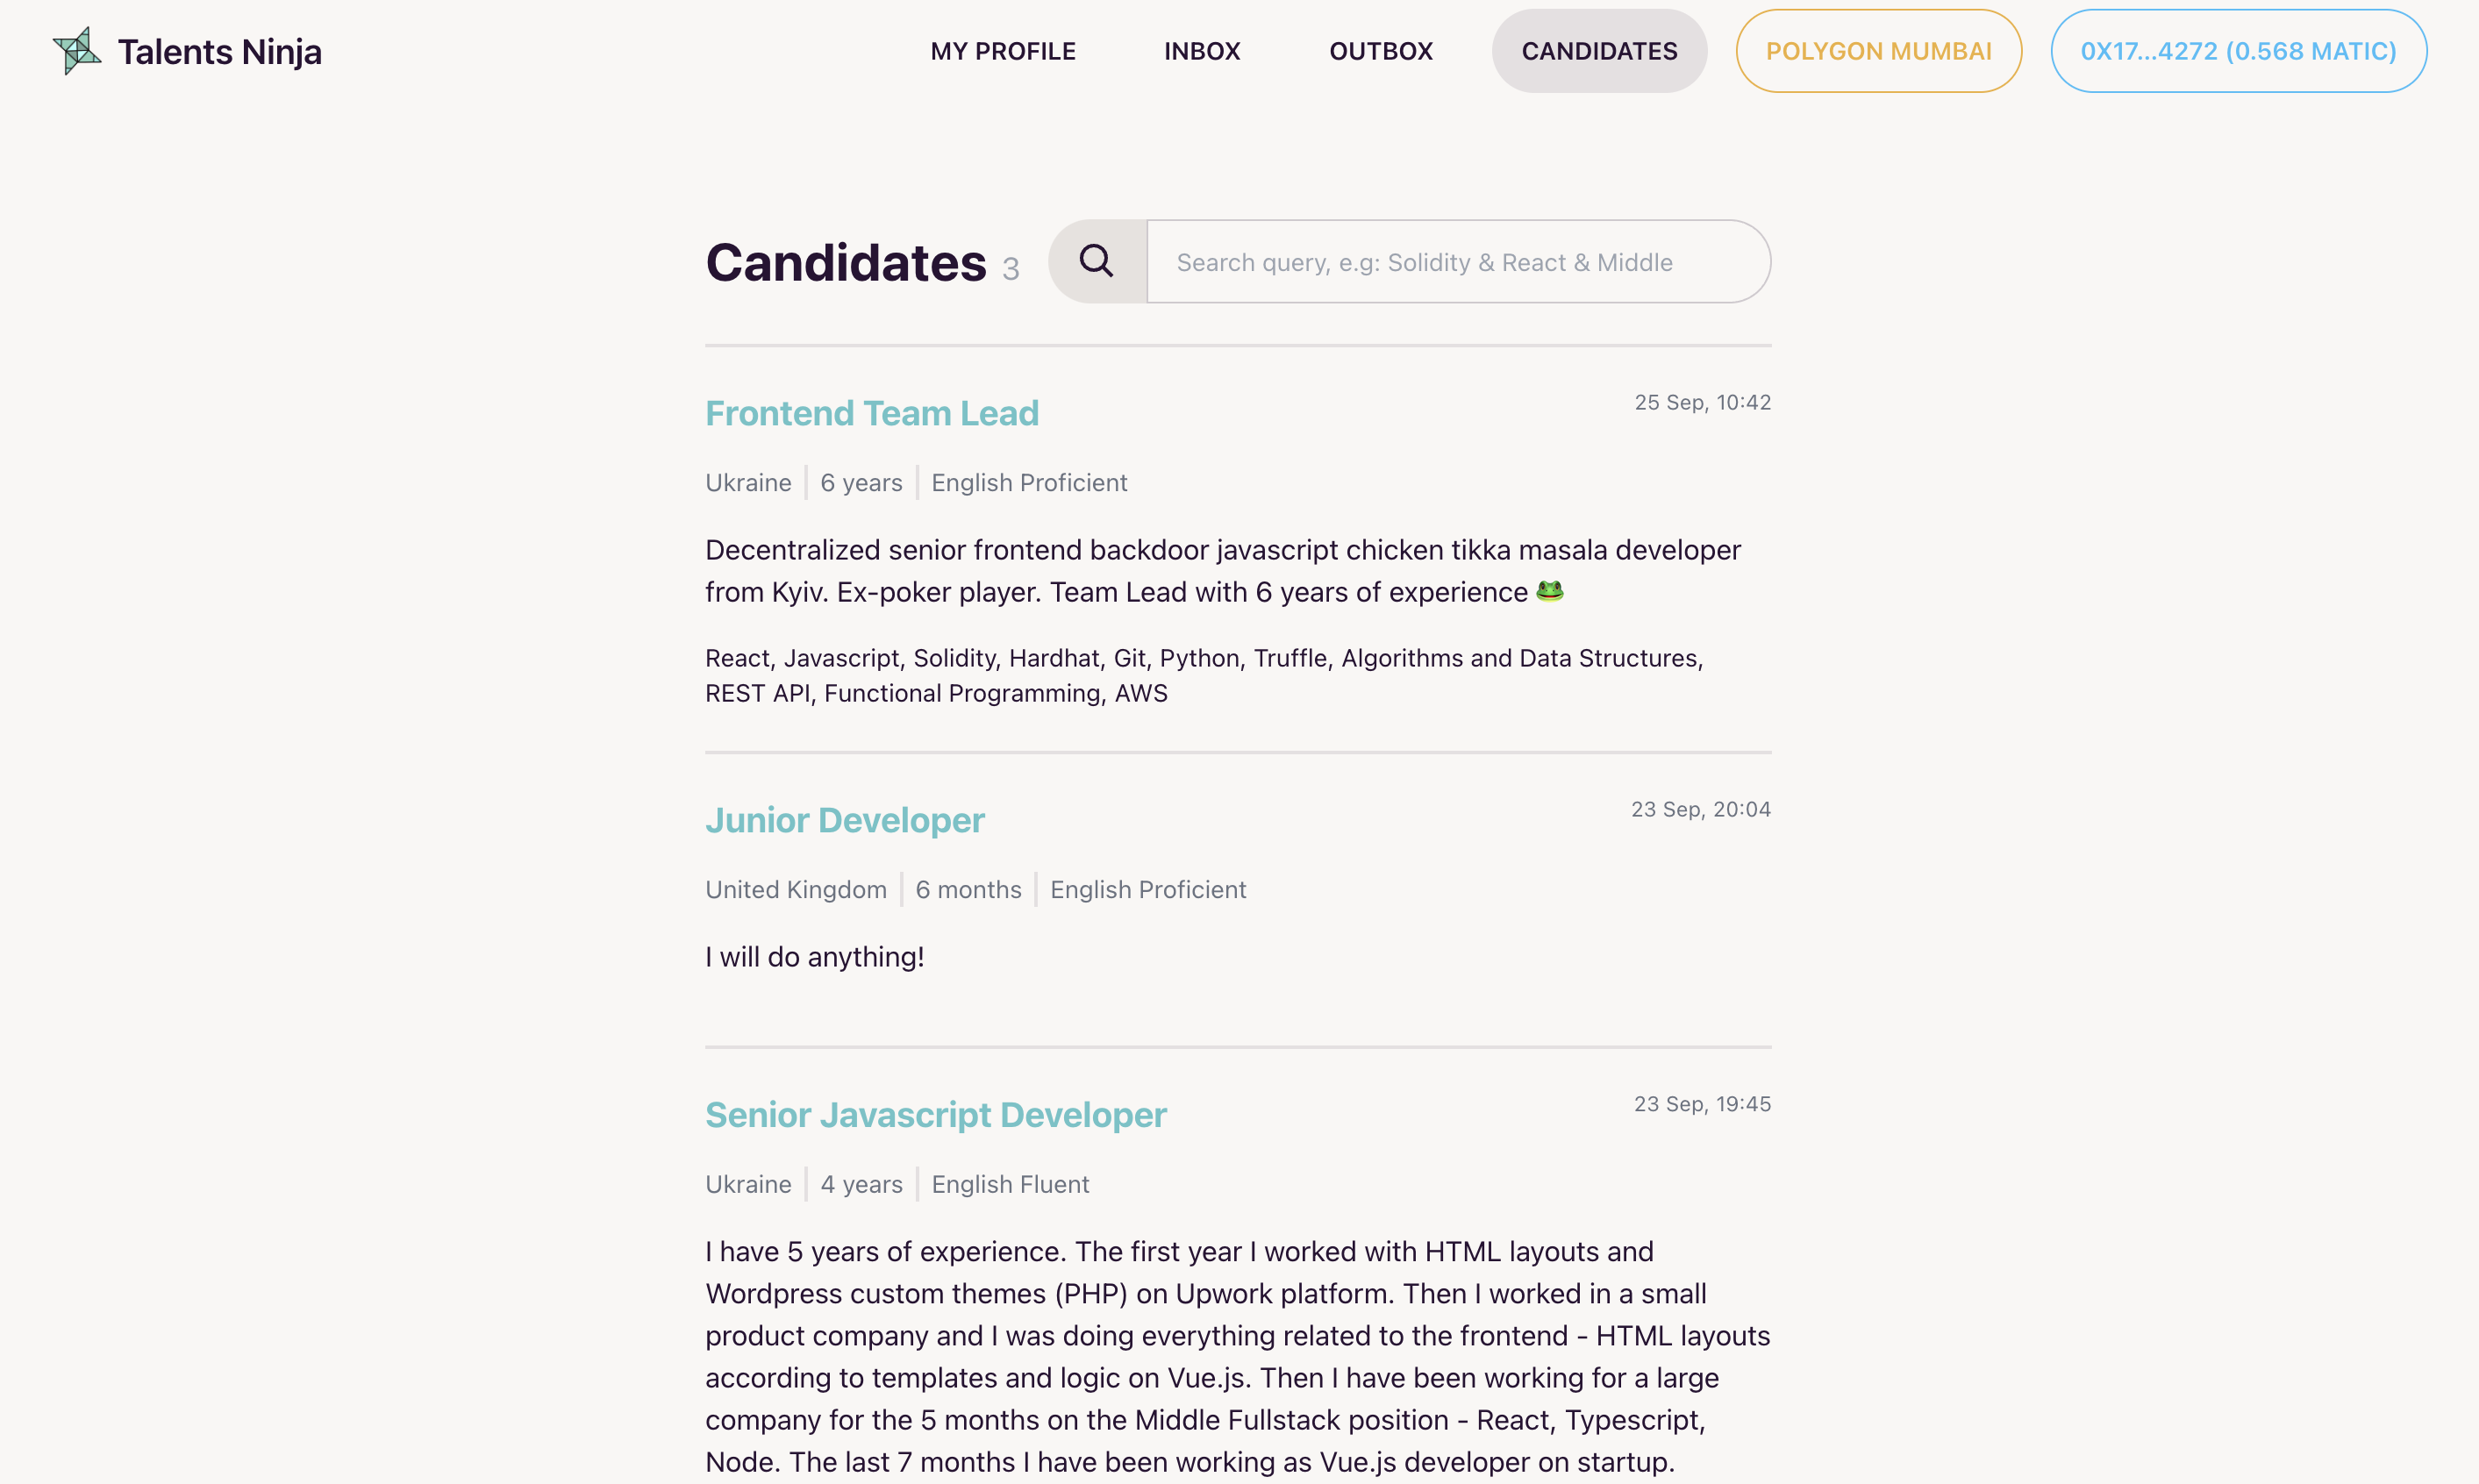 Talents Ninja
MY PROFILE
INBOX
OUTBOX
CANDIDATES
POLYGON MUMBAI
0X17...4272 (0.568 MATIC)
Candidates 3
Search query, e.g: Solidity & React & Middle
Frontend Team Lead
25 Sep, 10:42
Ukraine | 6 years | English Proficient
Decentralized senior frontend backdoor javascript chicken tikka masala developer
from Kyiv. Ex-poker player. Team Lead with 6 years of experience 🐸
React, Javascript, Solidity, Hardhat, Git, Python, Truffle, Algorithms and Data Structures,
REST API, Functional Programming, AWS
Junior Developer
23 Sep, 20:04
United Kingdom | 6 months | English Proficient
I will do anything!
Senior Javascript Developer
23 Sep, 19:45
Ukraine | 4 years | English Fluent
I have 5 years of experience. The first year I worked with HTML layouts and
Wordpress custom themes (PHP) on Upwork platform. Then I worked in a small
product company and I was doing everything related to the frontend - HTML layouts
according to templates and logic on Vue.js. Then I have been working for a large
company for the 5 months on the Middle Fullstack position - React, Typescript,
Node. The last 7 months I have been working as Vue.js developer on startup.